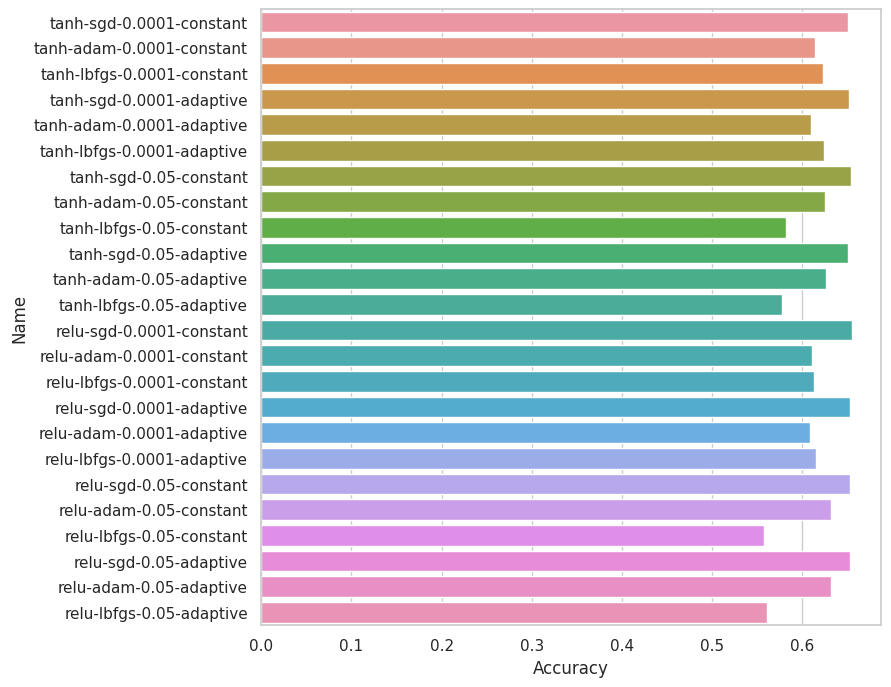 tanh-sgd-0.0001-constant
tanh-adam-0.0001-constant
tanh-lbfgs-0.0001-constant
tanh-sgd-0.0001-adaptive
tanh-adam-0.0001-adaptive
tanh-lbfgs-0.0001-adaptive
tanh-sgd-0.05-constant
tanh-adam-0.05-constant
tanh-lbfgs-0.05-constant
tanh-sgd-0.05-adaptive
tanh-adam-0.05-adaptive
tanh-lbfgs-0.05-adaptive
relu-sgd-0.0001-constant
relu-adam-0.0001-constant
relu-lbfgs-0.0001-constant
relu-sgd-0.0001-adaptive
relu-adam-0.0001-adaptive
relu-lbfgs-0.0001-adaptive
relu-sgd-0.05-constant
relu-adam-0.05-constant
relu-lbfgs-0.05-constant
relu-sgd-0.05-adaptive
relu-adam-0.05-adaptive
relu-lbfgs-0.05-adaptive
Name
0.0 0.1 0.2 0.3 0.4 0.5 0.6
Accuracy